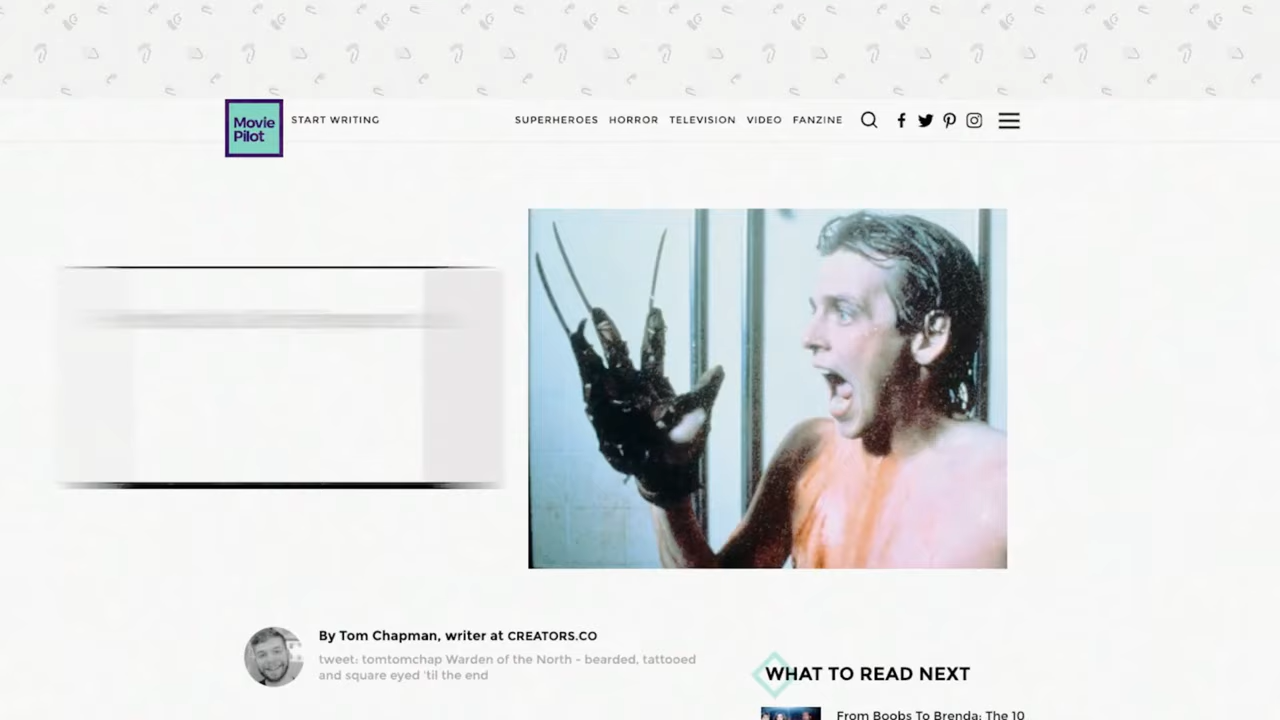 Movie
Pilot
START WRITING
SUPERHEROES HORROR TELEVISION VIDEO FANZINE
By Tom Chapman, writer at CREATORS.CO
tweet: tomtomchap Warden of the North - bearded, tattooed
and square eyed 'til the end
WHAT TO READ NEXT
From Boobs To Brenda: The 10